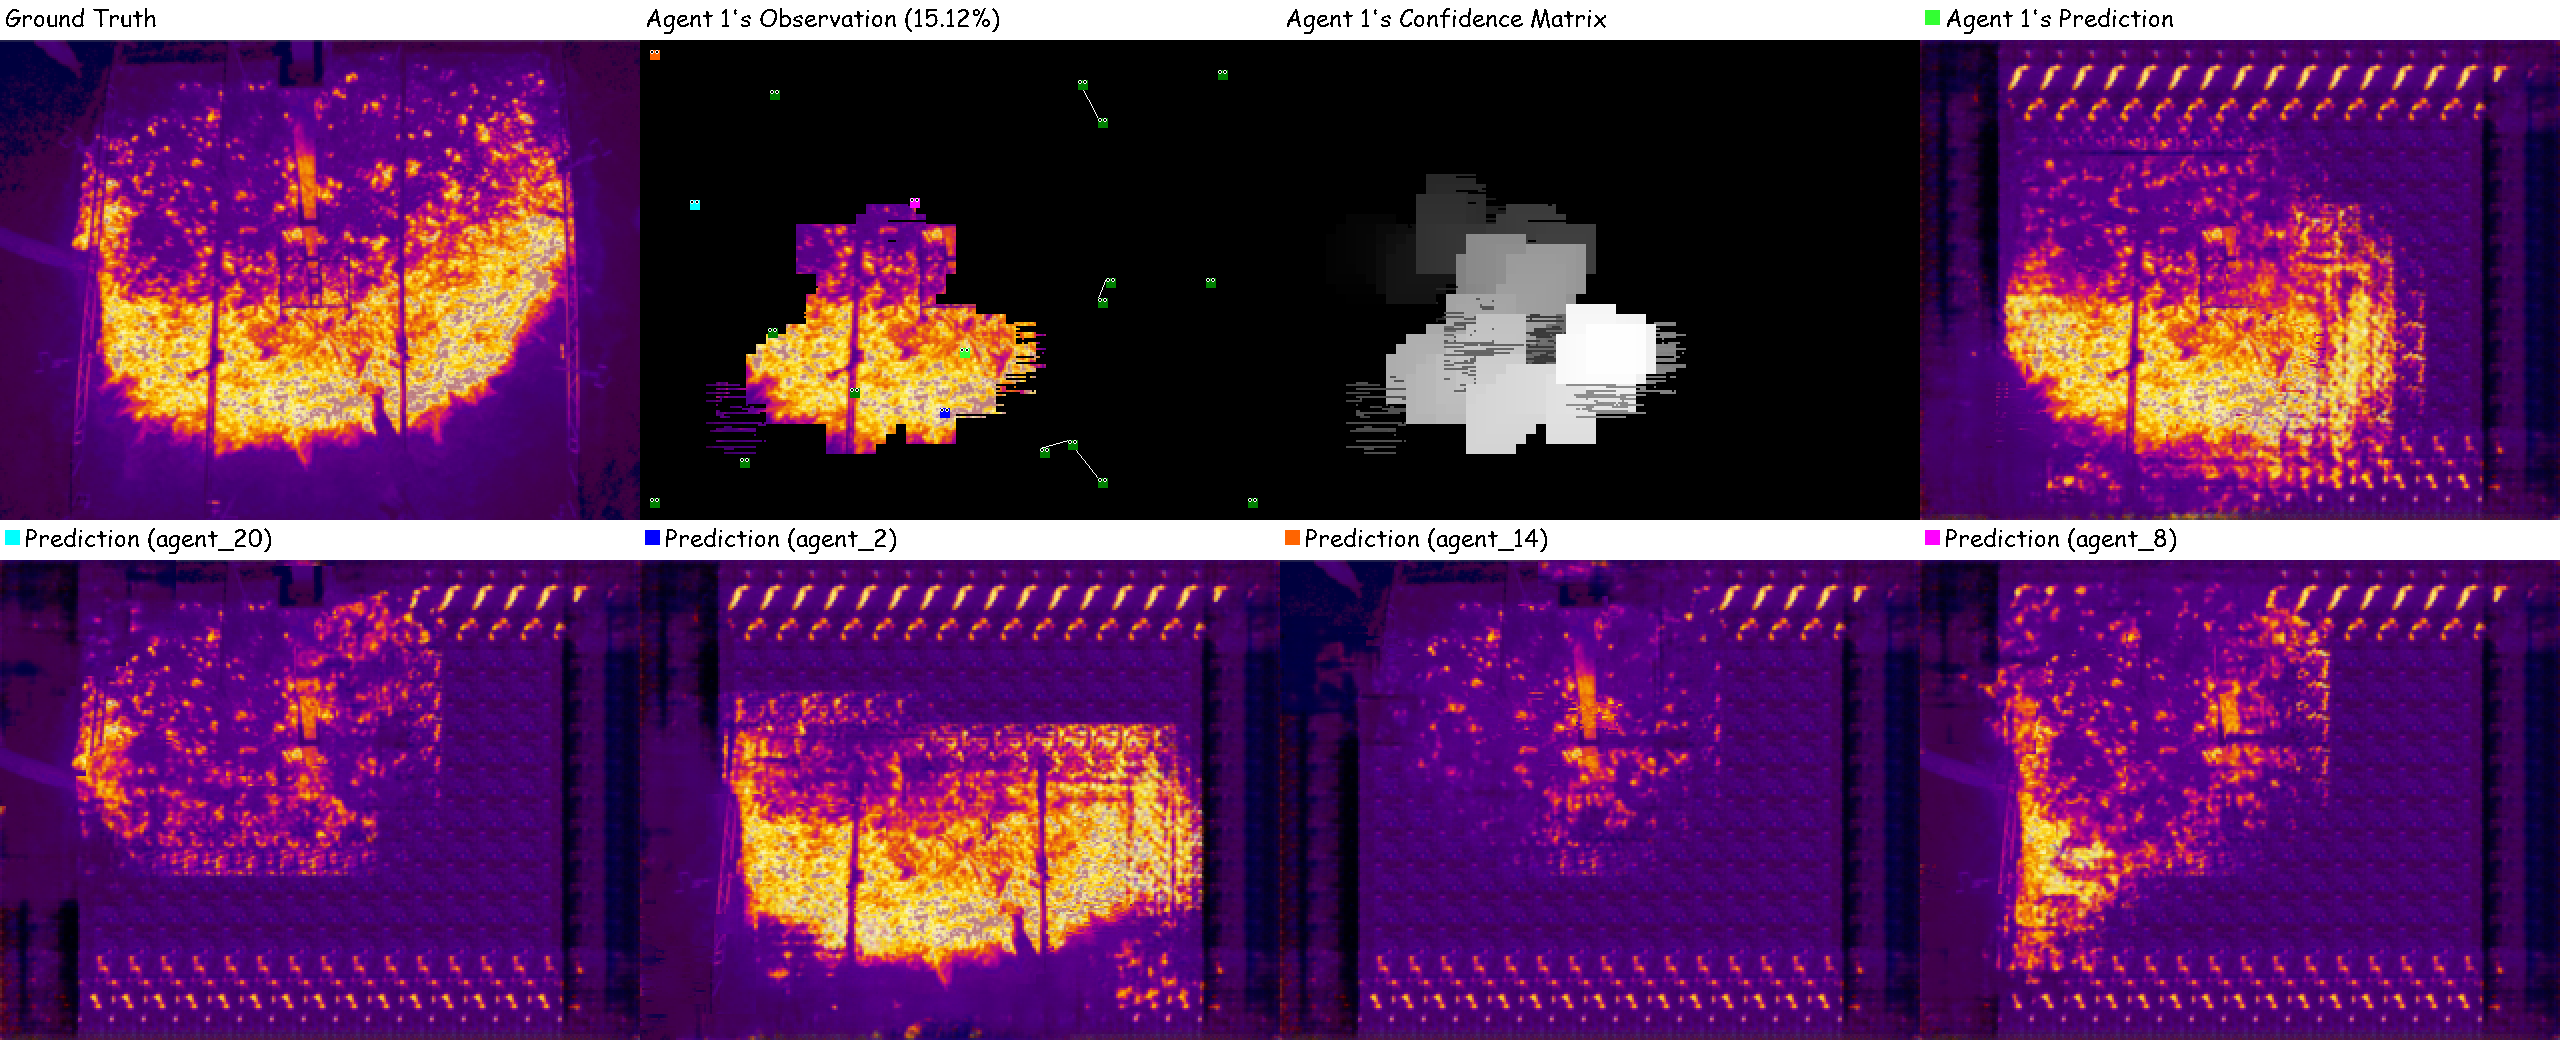 Ground Truth
Agent 1's Observation (15.12%)
Agent 1's Confidence Matrix
Agent 1's Prediction
Prediction (agent_20)
Prediction (agent_2)
Prediction (agent_14)
Prediction (agent_8)